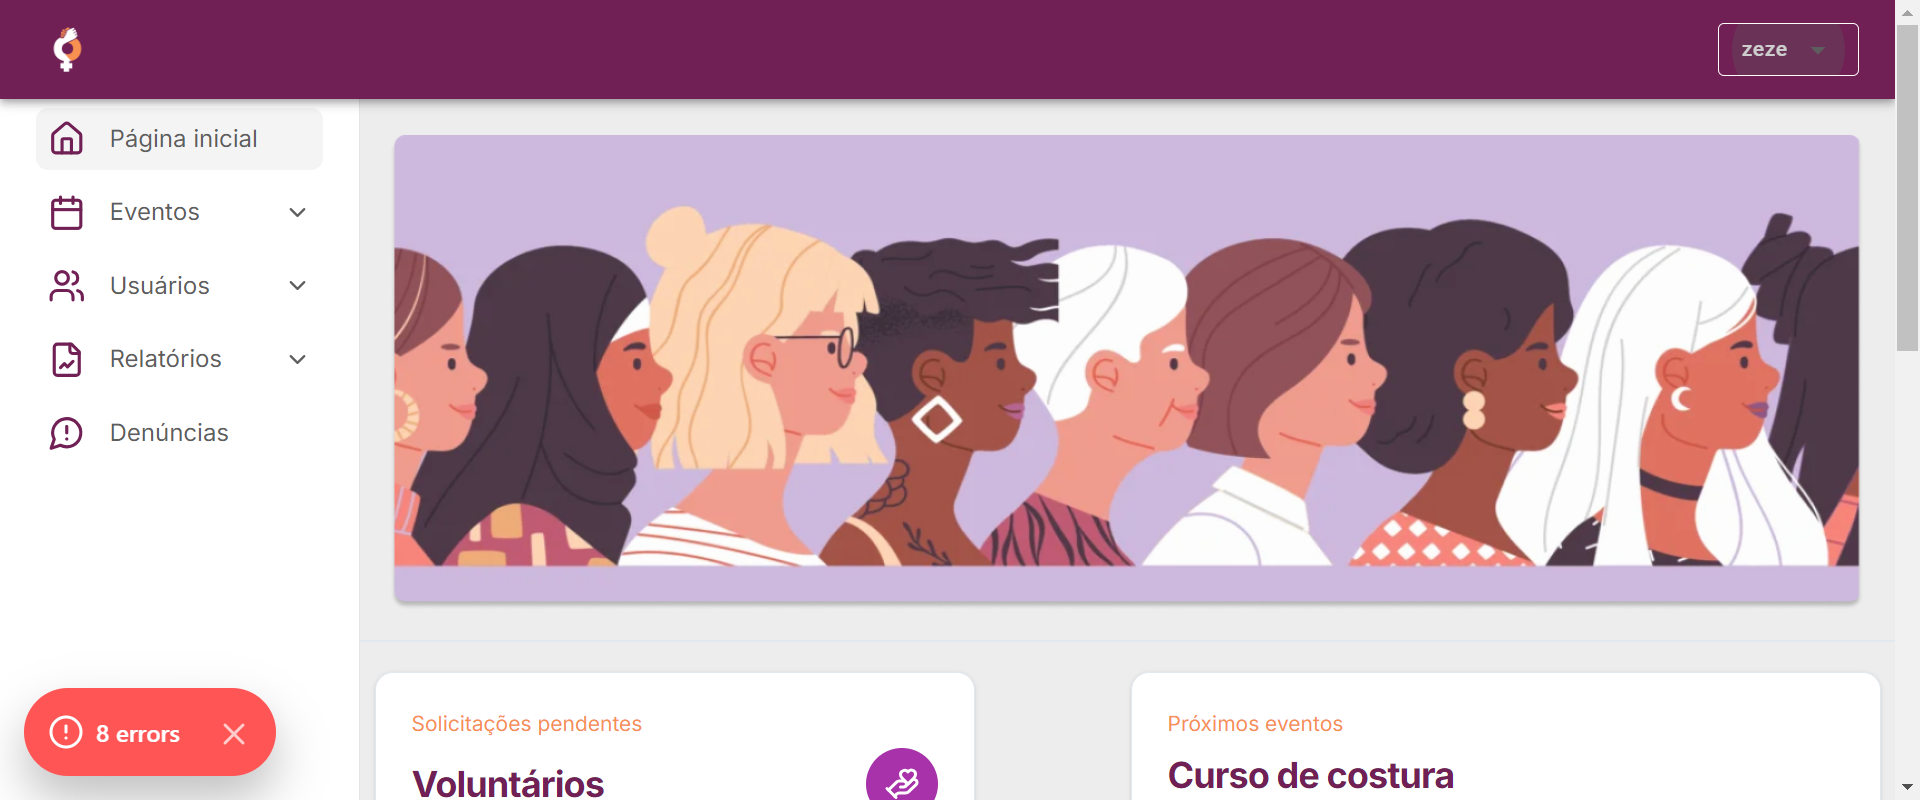 zeze
Página inicial
Eventos
Usuários
Relatórios
Denúncias
8 errors
Solicitações pendentes
Voluntários
Próximos eventos
Curso de costura